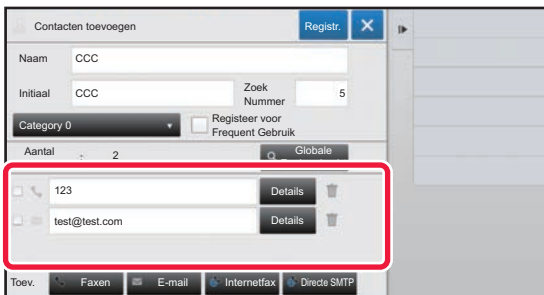 Contacten toevoegen
Registr.
Naam
CCC
Initiaal
CCC
Zoek
Nummer
5
Category 0
Registeer voor
Frequent Gebruik
Aantal : 2
Globale
123
Details
test@test.com
Details
Toev.
Faxen
E-mail
Internetfax
Directe SMTP